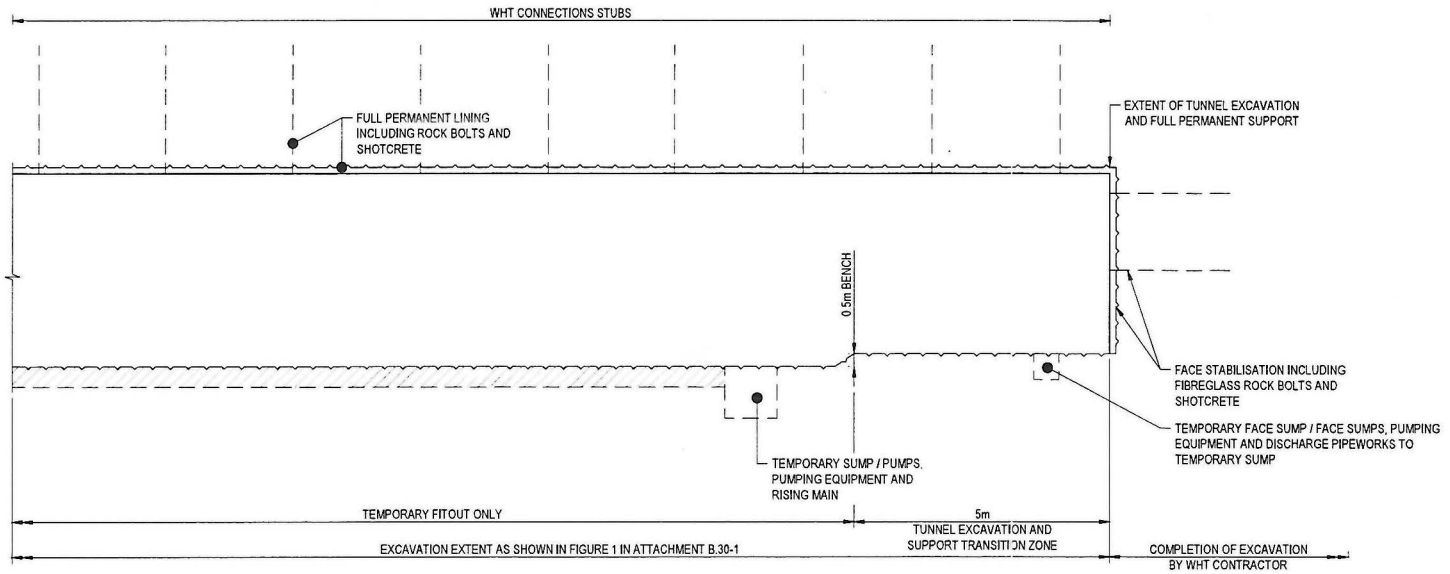 WHT CONNECTIONS STUBS
FULL PERMANENT LINING
INCLUDING ROCK BOLTS AND
SHOTCRETE
EXTENT OF TUNNEL EXCAVATION
AND FULL PERMANENT SUPPORT
0.5m BENCH
FACE STABILISATION INCLUDING
FIBREGLASS ROCK BOLTS AND
SHOTCRETE
TEMPORARY FACE SUMP / FACE SUMPS, PUMPING
EQUIPMENT AND DISCHARGE PIPEWORKS TO
TEMPORARY SUMP
TEMPORARY SUMP / PUMPS,
PUMPING EQUIPMENT AND
RISING MAIN
TEMPORARY FITOUT ONLY
5m
TUNNEL EXCAVATION AND
SUPPORT TRANSITION ZONE
EXCAVATION EXTENT AS SHOWN IN FIGURE 1 IN ATTACHMENT B.30-1
COMPLETION OF EXCAVATION
BY WHT CONTRACTOR